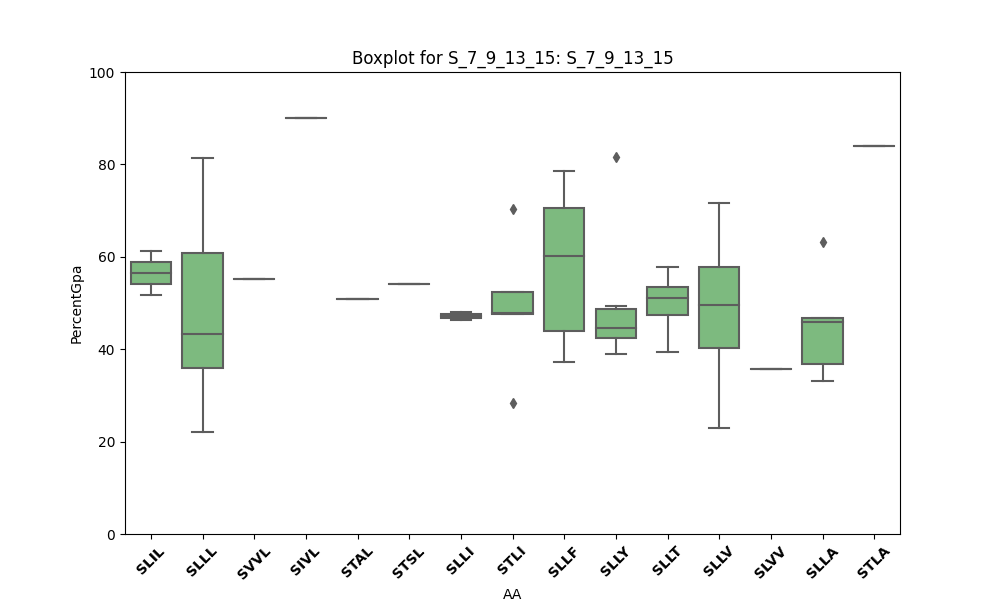 Boxplot for S_7_9_13_15: S_7_9_13_15
PercentGpa
100
80
60
40
20
0
SLIL
SLLL
SVVL
SIVL
STAL
STSL
SLLI
STLI
SLLF
SLLY
SLLT
SLLV
SLVV
SLLA
STLA
AA